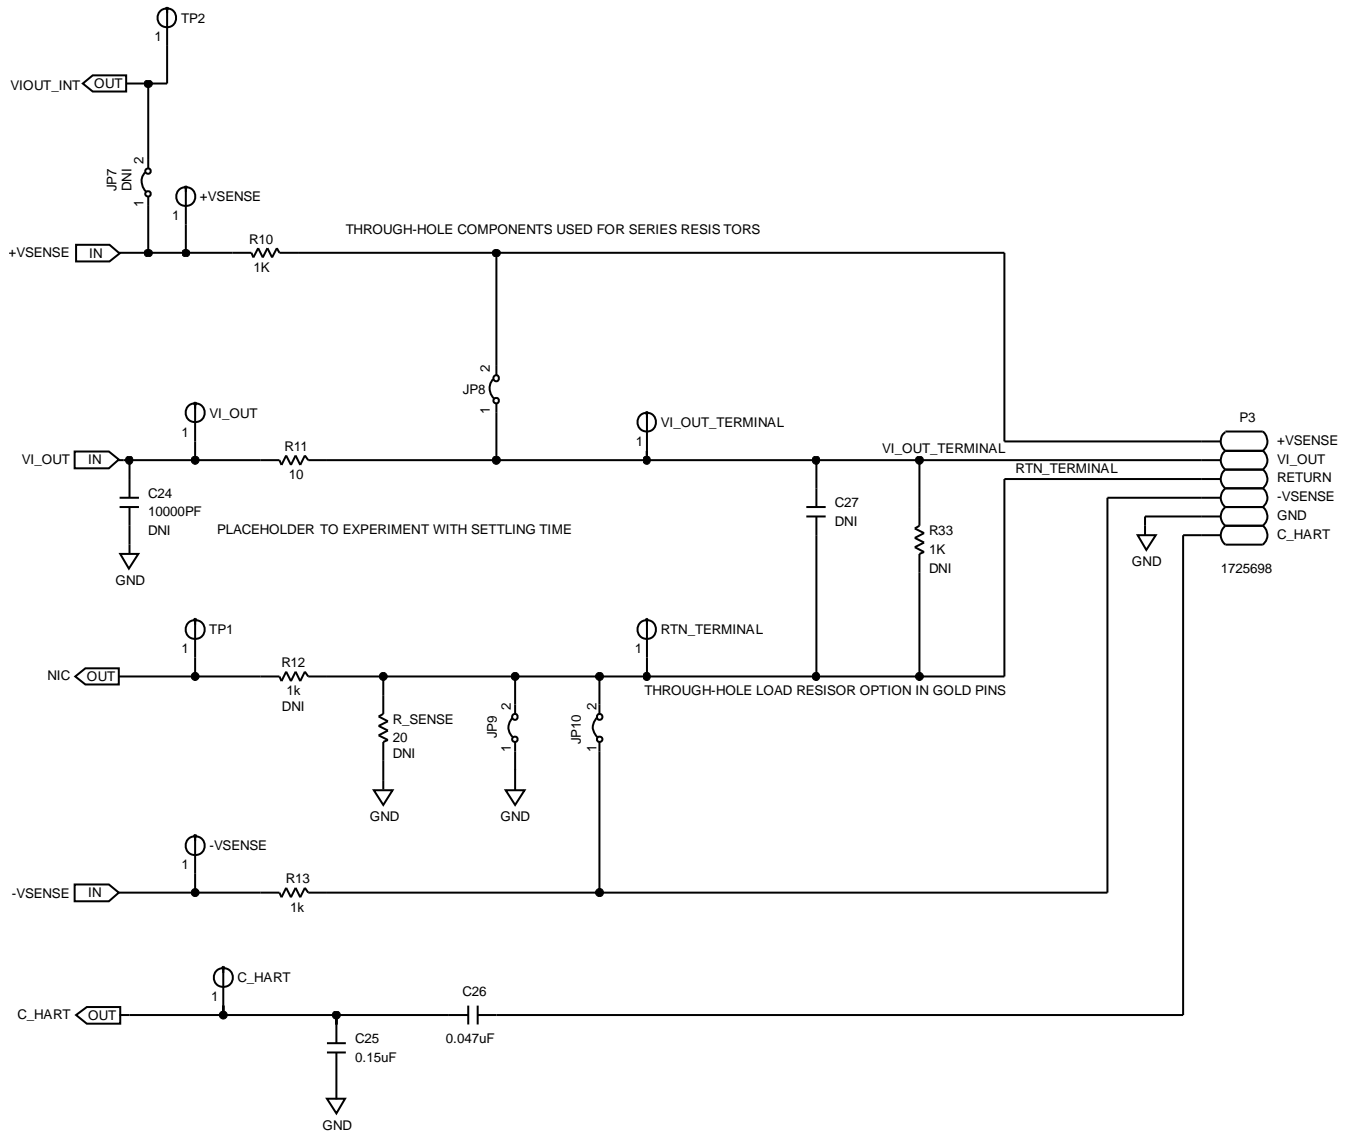 TP2
1
VIOUT_INT
OUT
2
JP7
DNI
1
+VSENSE
1
+VSENSE
IN
R10
1K
THROUGH-HOLE COMPONENTS USED FOR SERIES RESIS TORS
2
JP8
1
VI_OUT
1
VI_OUT_TERMINAL
1
VI_OUT
IN
R11
10
VI_OUT_TERMINAL
RTN_TERMINAL
P3
+VSENSE
VI_OUT
RETURN
-VSENSE
GND
C_HART
1725698
GND
C24
10000PF
DNI
GND
PLACEHOLDER TO EXPERIMENT WITH SETTLING TIME
C27
DNI
R33
1K
DNI
TP1
1
RTN_TERMINAL
1
NIC
OUT
R12
1k
DNI
THROUGH-HOLE LOAD RESISOR OPTION IN GOLD PINS
R_SENSE
20
DNI
GND
2
JP9
1
GND
2
JP10
1
-VSENSE
1
-VSENSE
IN
R13
1k
C_HART
1
C_HART
OUT
C26
0.047uF
C25
0.15uF
GND